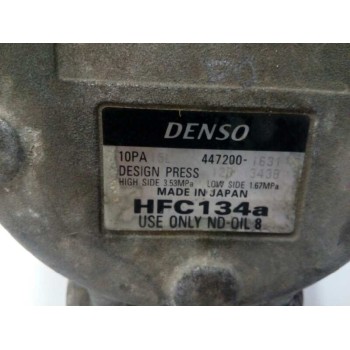 DENSO
10PA 447200-
DESIGN PRESS
HIGH SIDE 3.53MPa LOW SIDE 1.67MPa
MADE IN JAPAN
HFC134a
USE ONLY ND-OIL 8